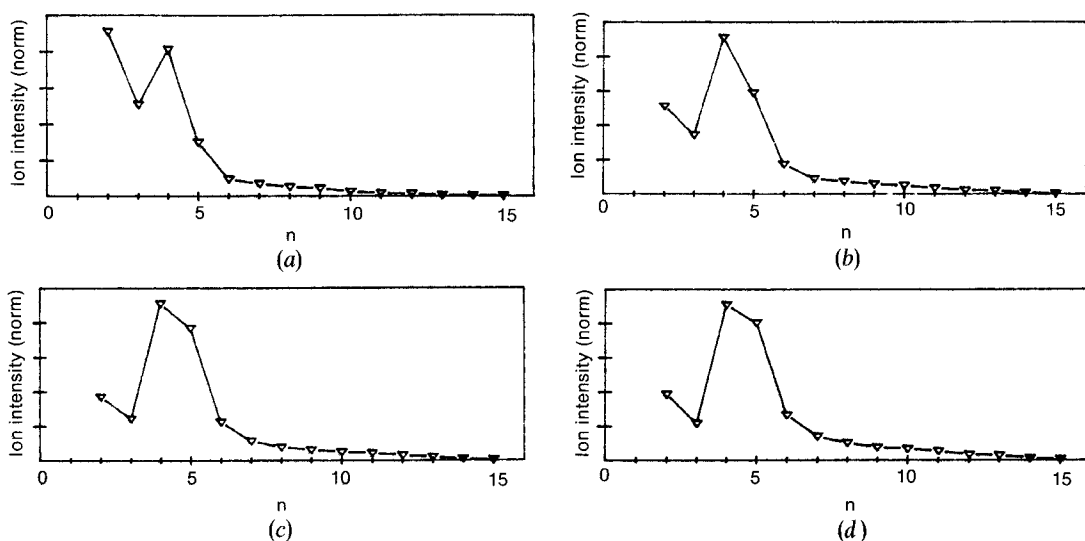 Ion intensity (norm)
0 5 10 15
n
(a)
Ion intensity (norm)
0 5 10 15
n
(b)
Ion intensity (norm)
0 5 10 15
n
(c)
Ion intensity (norm)
0 5 10 15
n
(d)